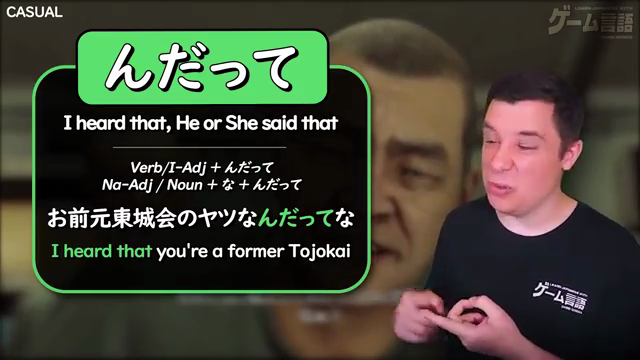 CASUAL
LEARN JAPANESE WITH
ゲーム言語
んだって
I heard that, He or She said that
Verb/I-Adj + んだって
Na-Adj / Noun + な + んだって
お前元東城会のヤツなんだってな
I heard that you're a former Tojokai
ゲーム言語